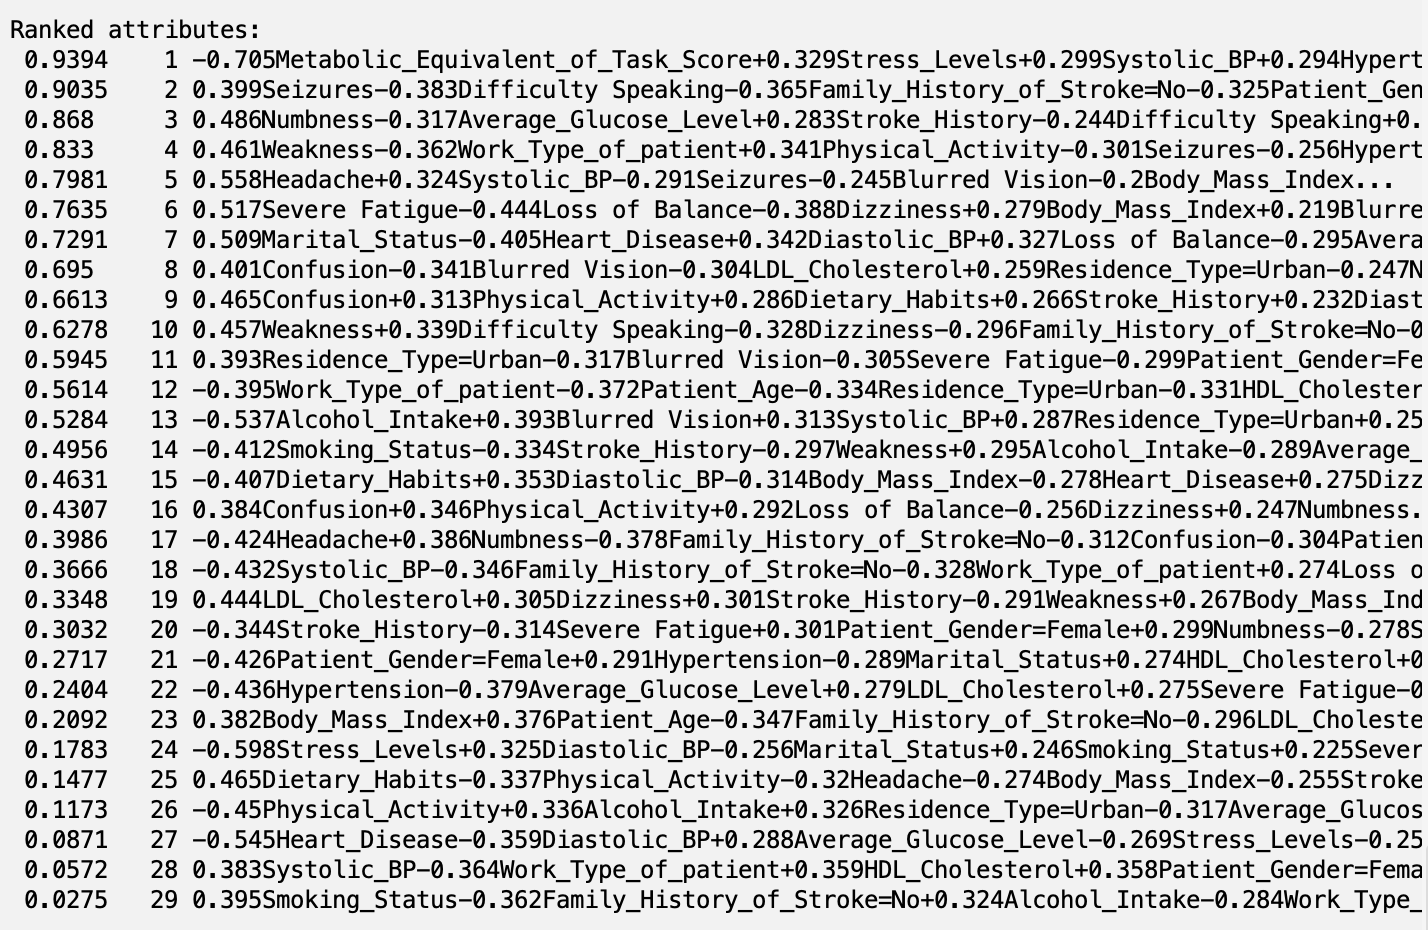 Ranked attributes:
0.9394 1 -0.705Metabolic_Equivalent_of_Task_Score+0.329Stress_Levels+0.299Systolic_BP+0.294Hypert
0.9035 2 0.399Seizures-0.383Difficulty Speaking-0.365Family_History_of_Stroke=No-0.325Patient_Gen
0.868 3 0.486Numbness-0.317Average_Glucose_Level+0.283Stroke_History-0.244Difficulty Speaking+0.
0.833 4 0.461Weakness-0.362Work_Type_of_patient+0.341Physical_Activity-0.301Seizures-0.256Hypert
0.7981 5 0.558Headache+0.324Systolic_BP-0.291Seizures-0.245Blurred Vision-0.2Body_Mass_Index...
0.7635 6 0.517Severe Fatigue-0.444Loss of Balance-0.388Dizziness+0.279Body_Mass_Index+0.219Blurre
0.7291 7 0.509Marital_Status-0.405Heart_Disease+0.342Diastolic_BP+0.327Loss of Balance-0.295Avera
0.695 8 0.401Confusion-0.341Blurred Vision-0.304LDL_Cholesterol+0.259Residence_Type=Urban-0.247N
0.6613 9 0.465Confusion+0.313Physical_Activity+0.286Dietary_Habits+0.266Stroke_History+0.232Diast
0.6278 10 0.457Weakness+0.339Difficulty Speaking-0.328Dizziness-0.296Family_History_of_Stroke=No-0
0.5945 11 0.393Residence_Type=Urban-0.317Blurred Vision-0.305Severe Fatigue-0.299Patient_Gender=Fe
0.5614 12 -0.395Work_Type_of_patient-0.372Patient_Age-0.334Residence_Type=Urban-0.331HDL_Cholester
0.5284 13 -0.537Alcohol_Intake+0.393Blurred Vision+0.313Systolic_BP+0.287Residence_Type=Urban+0.25
0.4956 14 -0.412Smoking_Status-0.334Stroke_History-0.297Weakness+0.295Alcohol_Intake-0.289Average_
0.4631 15 -0.407Dietary_Habits+0.353Diastolic_BP-0.314Body_Mass_Index-0.278Heart_Disease+0.275Dizz
0.4307 16 0.384Confusion+0.346Physical_Activity+0.292Loss of Balance-0.256Dizziness+0.247Numbness.
0.3986 17 -0.424Headache+0.386Numbness-0.378Family_History_of_Stroke=No-0.312Confusion-0.304Patien
0.3666 18 -0.432Systolic_BP-0.346Family_History_of_Stroke=No-0.328Work_Type_of_patient+0.274Loss o
0.3348 19 0.444LDL_Cholesterol+0.305Dizziness+0.301Stroke_History-0.291Weakness+0.267Body_Mass_Ind
0.3032 20 -0.344Stroke_History-0.314Severe Fatigue+0.301Patient_Gender=Female+0.299Numbness-0.278S
0.2717 21 -0.426Patient_Gender=Female+0.291Hypertension-0.289Marital_Status+0.274HDL_Cholesterol+0
0.2404 22 -0.436Hypertension-0.379Average_Glucose_Level+0.279LDL_Cholesterol+0.275Severe Fatigue-0
0.2092 23 0.382Body_Mass_Index+0.376Patient_Age-0.347Family_History_of_Stroke=No-0.296LDL_Choleste
0.1783 24 -0.598Stress_Levels+0.325Diastolic_BP-0.256Marital_Status+0.246Smoking_Status+0.225Sever
0.1477 25 0.465Dietary_Habits-0.337Physical_Activity-0.32Headache-0.274Body_Mass_Index-0.255Stroke
0.1173 26 -0.45Physical_Activity+0.336Alcohol_Intake+0.326Residence_Type=Urban-0.317Average_Glucos
0.0871 27 -0.545Heart_Disease-0.359Diastolic_BP+0.288Average_Glucose_Level-0.269Stress_Levels-0.25
0.0572 28 0.383Systolic_BP-0.364Work_Type_of_patient+0.359HDL_Cholesterol+0.358Patient_Gender=Fema
0.0275 29 0.395Smoking_Status-0.362Family_History_of_Stroke=No+0.324Alcohol_Intake-0.284Work_Type_